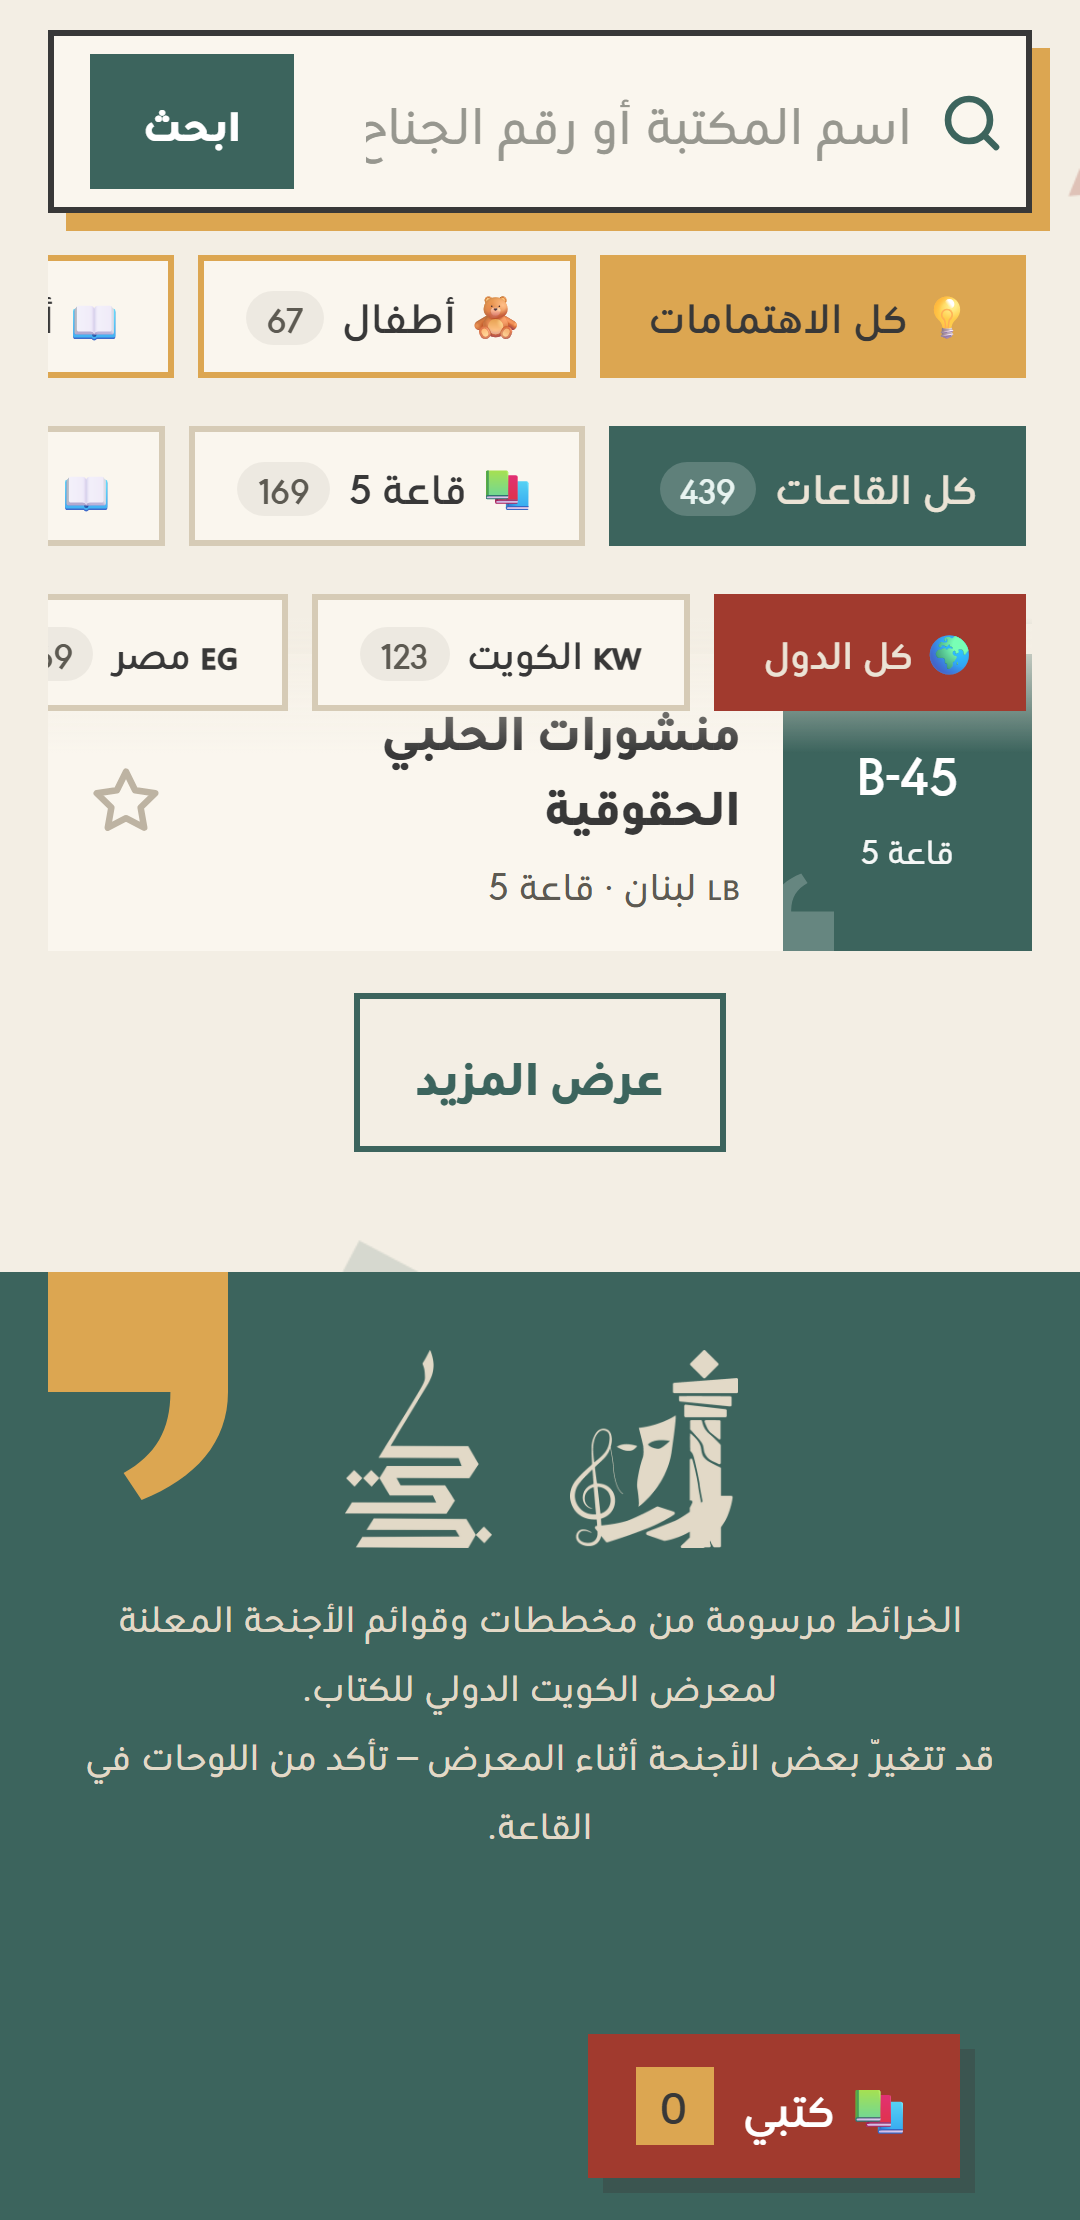 اسم المكتبة أو رقم الجناح
ابحث
كل الاهتمامات
أطفال 67
كل القاعات 439
قاعة 5 169
كل الدول
KW الكويت 123
EG مصر
منشورات الحلبي
الحقوقية
LB لبنان · قاعة 5
B-45
قاعة 5
عرض المزيد
الخرائط مرسومة من مخططات وقوائم الأجنحة المعلنة
لمعرض الكويت الدولي للكتاب.
قد تتغيرّ بعض الأجنحة أثناء المعرض – تأكد من اللوحات في
القاعة.
كتبي 0